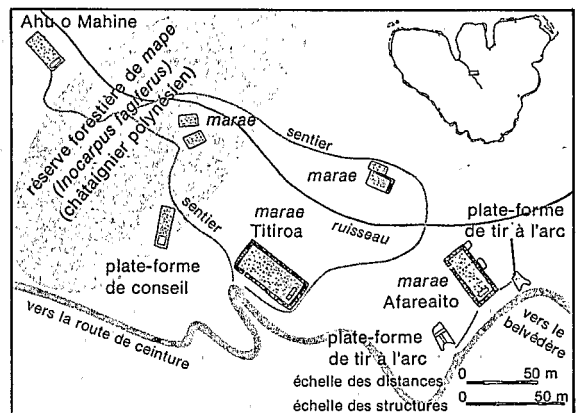 Ahu o Mahine
réserve forestière de mape
(Inocarpus fagiferus)
(châtaignier polynésien)
marae
sentier
marae
plate-forme
de tir à l'arc
marae
Titiroa
ruisseau
sentier
plate-forme
de conseil
marae
Afareaito
vers la route de ceinture
vers le
belvédère
plate-forme
de tir à l'arc
échelle des distances 0 50 m
échelle des structures 0 50 m